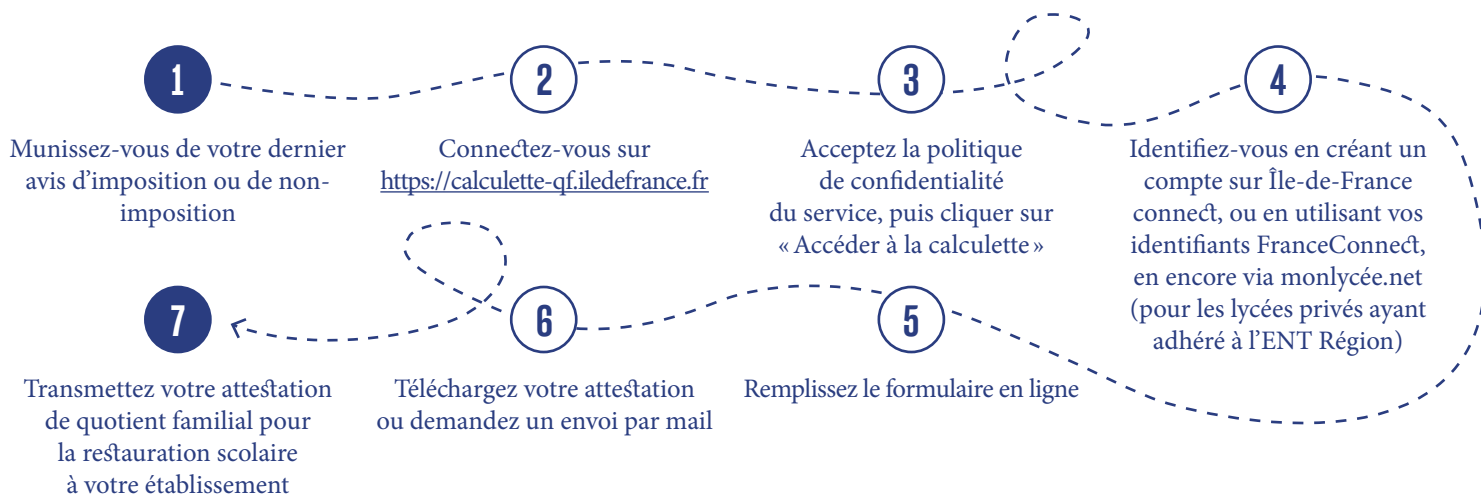 1
Munissez-vous de votre dernier
avis d’imposition ou de non-
imposition
2
Connectez-vous sur
https://calculette-qf.iledefrance.fr
3
Acceptez la politique
de confidentialité
du service, puis cliquer sur
« Accéder à la calculette »
4
Identifiez-vous en créant un
compte sur Île-de-France
connect, ou en utilisant vos
identifiants FranceConnect,
en encore via monlycée.net
(pour les lycées privés ayant
adhéré à l’ENT Région)
5
Remplissez le formulaire en ligne
6
Téléchargez votre attestation
ou demandez un envoi par mail
7
Transmettez votre attestation
de quotient familial pour
la restauration scolaire
à votre établissement